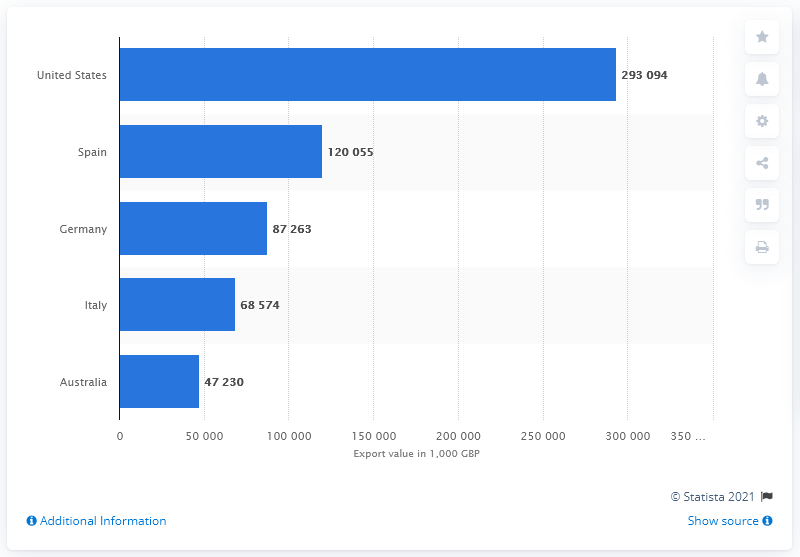 United States 293 094
Spain 120 055
Germany 87 263
Italy 68 574
Australia 47 230
0 50 000 100 000 150 000 200 000 250 000 300 000 350 ...
Export value in 1,000 GBP
© Statista 2021
Additional Information Show source